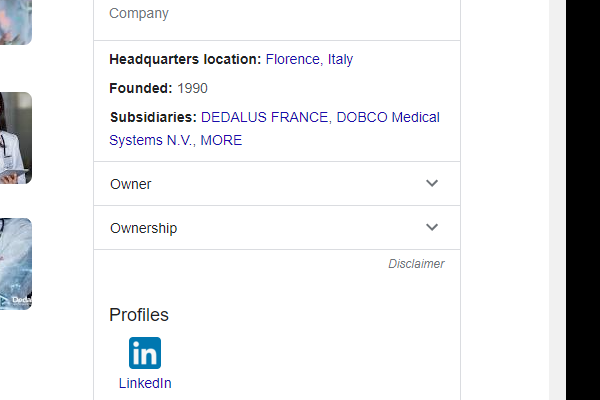 Company
Headquarters location: Florence, Italy
Founded: 1990
Subsidiaries: DEDALUS FRANCE, DOBCO Medical
Systems N.V., MORE
Owner
Ownership
Disclaimer
Profiles
in
LinkedIn